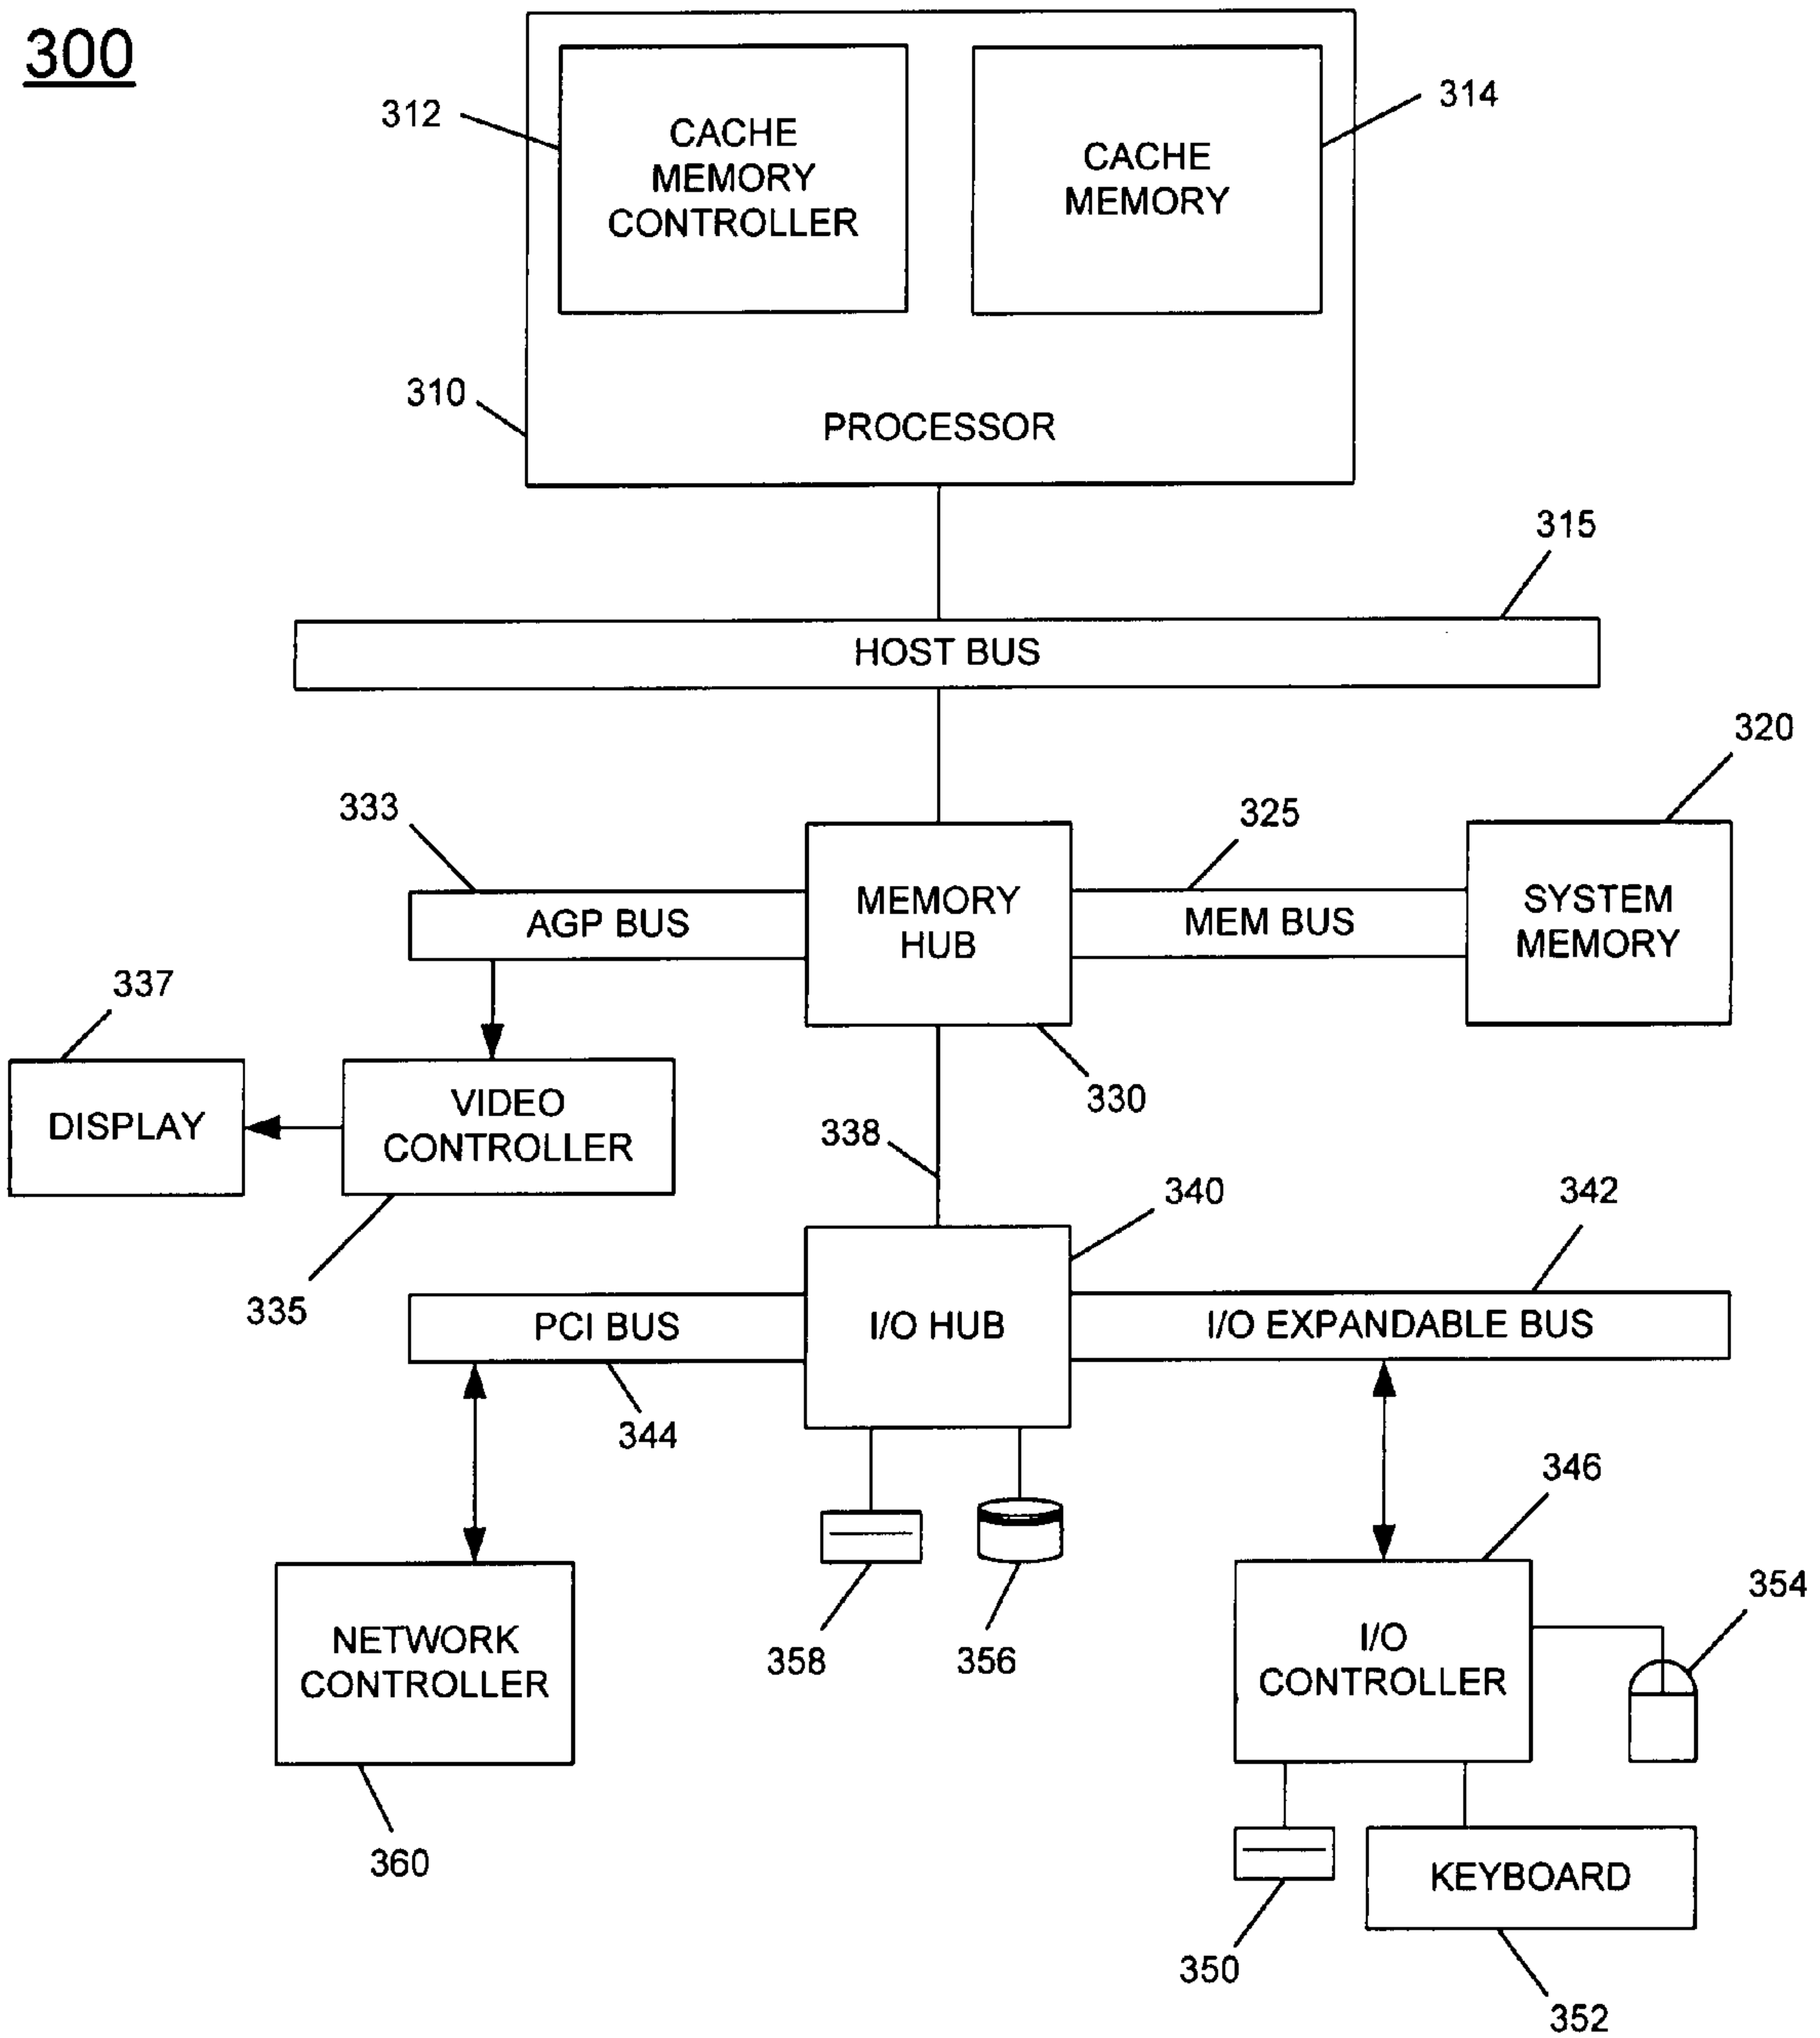 300
312
CACHE
MEMORY
CONTROLLER
CACHE
MEMORY
314
310
PROCESSOR
315
HOST BUS
320
333
325
AGP BUS
MEMORY
HUB
MEM BUS
SYSTEM
MEMORY
337
330
DISPLAY
VIDEO
CONTROLLER
338
340
342
335
PCI BUS
I/O HUB
I/O EXPANDABLE BUS
344
346
354
358
356
NETWORK
CONTROLLER
I/O
CONTROLLER
360
KEYBOARD
350
352